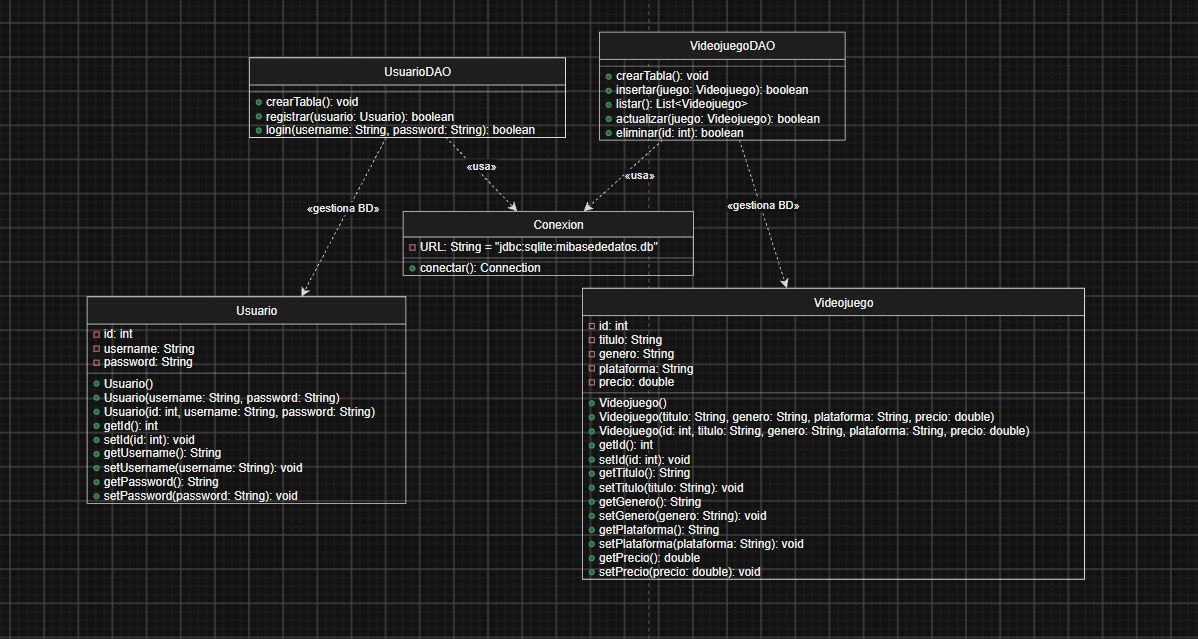 UsuarioDAO
crearTabla(): void
registrar(usuario: Usuario): boolean
login(username: String, password: String): boolean
VideojuegoDAO
crearTabla(): void
insertar(juego: Videojuego): boolean
listar(): List<Videojuego>
actualizar(juego: Videojuego): boolean
eliminar(id: int): boolean
«usa»
«usa»
«gestiona BD»
«gestiona BD»
Conexion
URL: String = "jdbc:sqlite:mibasededatos.db"
conectar(): Connection
Usuario
id: int
username: String
password: String
Usuario()
Usuario(username: String, password: String)
Usuario(id: int, username: String, password: String)
getId(): int
setId(id: int): void
getUsername(): String
setUsername(username: String): void
getPassword(): String
setPassword(password: String): void
Videojuego
id: int
titulo: String
genero: String
plataforma: String
precio: double
Videojuego()
Videojuego(titulo: String, genero: String, plataforma: String, precio: double)
Videojuego(id: int, titulo: String, genero: String, plataforma: String, precio: double)
getId(): int
setId(id: int): void
getTitulo(): String
setTitulo(titulo: String): void
getGenero(): String
setGenero(genero: String): void
getPlataforma(): String
setPlataforma(plataforma: String): void
getPrecio(): double
setPrecio(precio: double): void